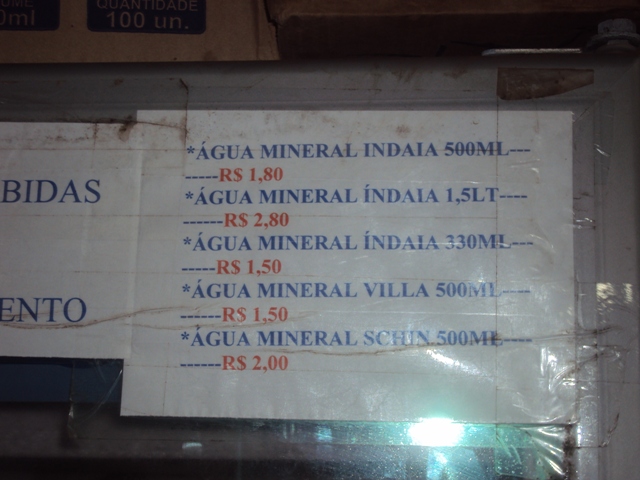 QUANTIDADE
0ml 100 un.
BIDAS
ENTO
*ÁGUA MINERAL INDAIA 500ML---
-----R$ 1,80
*ÁGUA MINERAL ÍNDAIA 1,5LT----
------R$ 2,80
*ÁGUA MINERAL ÍNDAIA 330ML---
-----R$ 1,50
*ÁGUA MINERAL VILLA 500ML----
------R$ 1,50
*ÁGUA MINERAL SCHIN 500ML----
------R$ 2,00